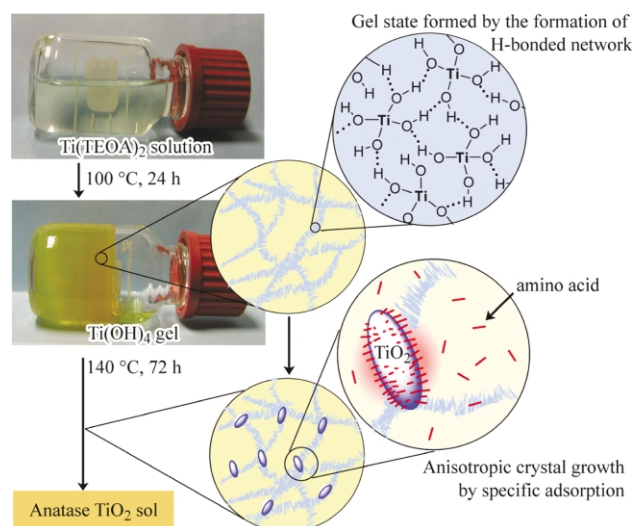 Gel state formed by the formation of
H-bonded network
Ti(TEOA)₂ solution
100 °C, 24 h
Ti(OH)₄ gel
140 °C, 72 h
amino acid
TiO₂
Anisotropic crystal growth
by specific adsorption
Anatase TiO₂ sol